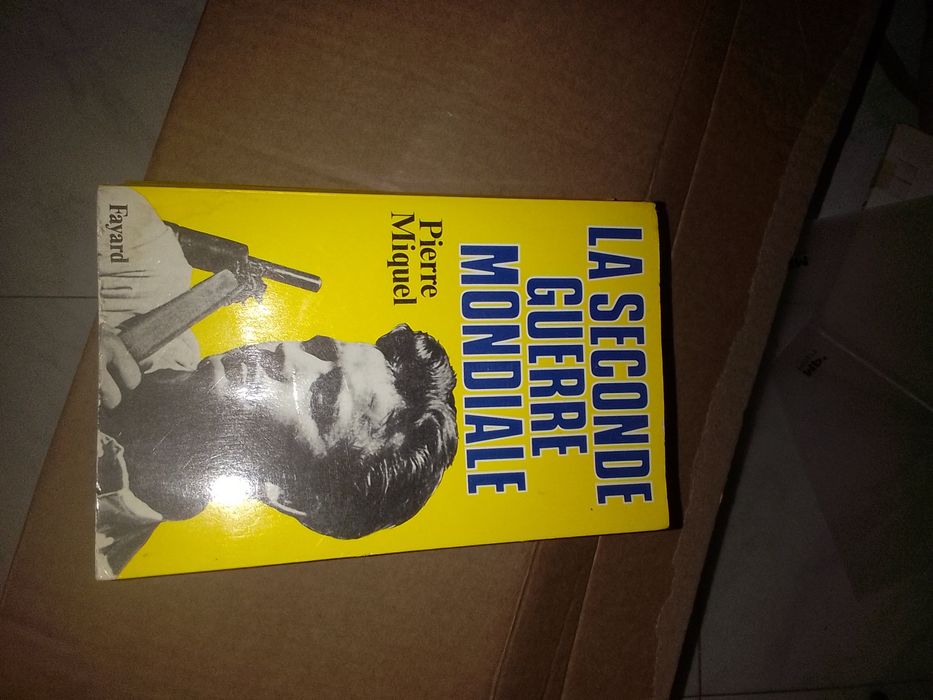 LA SECONDE
GUERRE
MONDIALE
Pierre
Miquel
Fayard